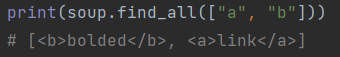 print(soup.find_all(["a", "b"]))
# [<b>bolded</b>, <a>link</a>]